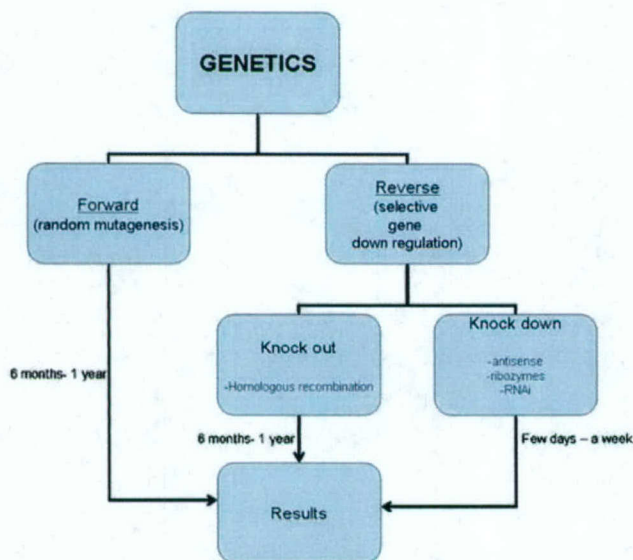 GENETICS
Forward
(random mutagenesis)
Reverse
(selective
gene
down regulation)
Knock out
-Homologous recombination
Knock down
-antisense
-ribozymes
-RNAi
6 months- 1 year
6 months- 1 year
Few days – a week
Results